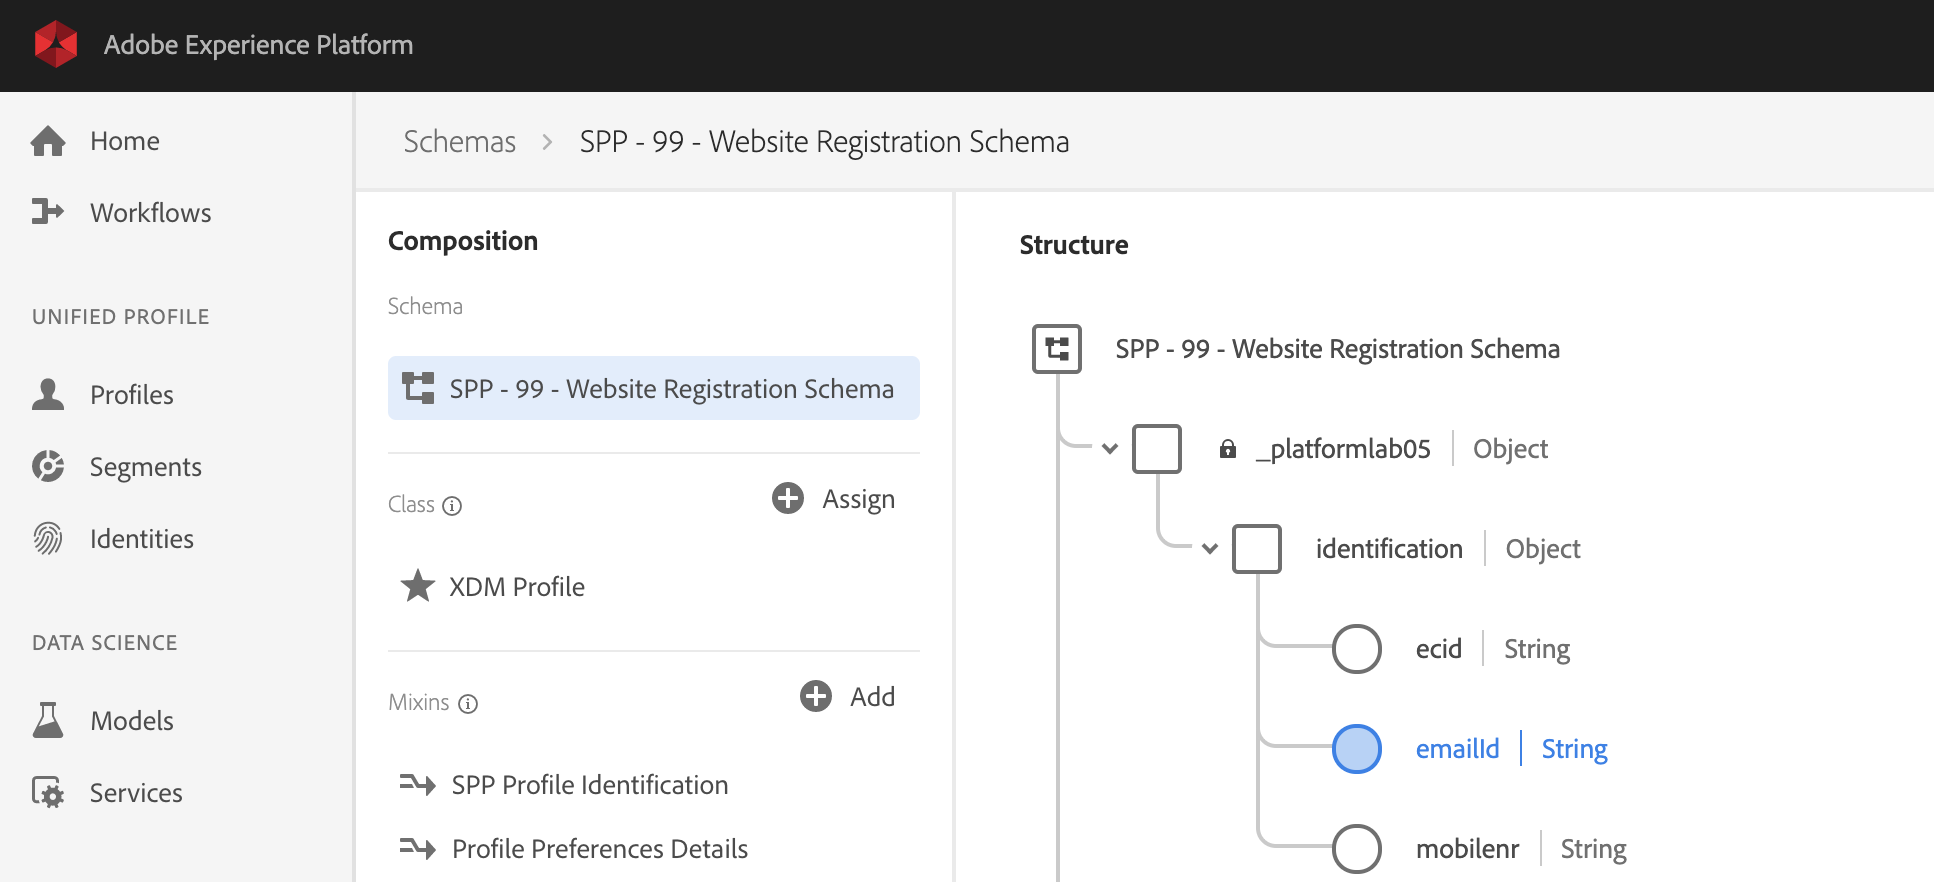 Adobe Experience Platform
Home
Workflows
UNIFIED PROFILE
Profiles
Segments
Identities
DATA SCIENCE
Models
Services
Schemas > SPP - 99 - Website Registration Schema
Composition
Schema
SPP - 99 - Website Registration Schema
Class
Assign
XDM Profile
Mixins
Add
SPP Profile Identification
Profile Preferences Details
Structure
SPP - 99 - Website Registration Schema
_platformlab05 | Object
identification | Object
ecid | String
emailId | String
mobilenr | String